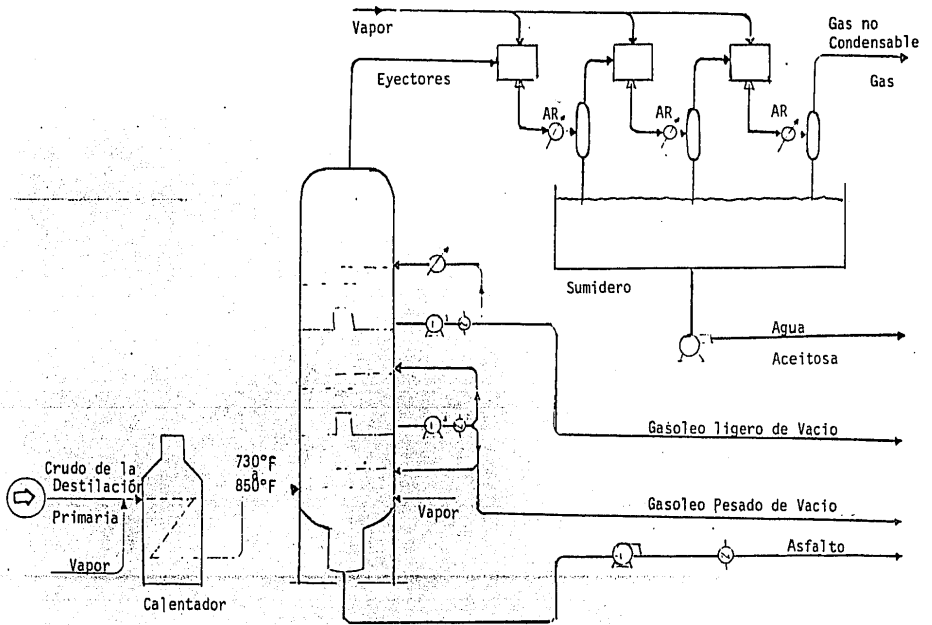 Vapor
Gas no
Condensable
Gas
Eyectores
AR
AR
AR
Sumidero
Agua
Aceitosa
Gasoleo ligero de Vacio
730°F
a
850°F
Crudo de la
Destilación
Primaria
Vapor
Vapor
Gasoleo Pesado de Vacio
Asfalto
Calentador